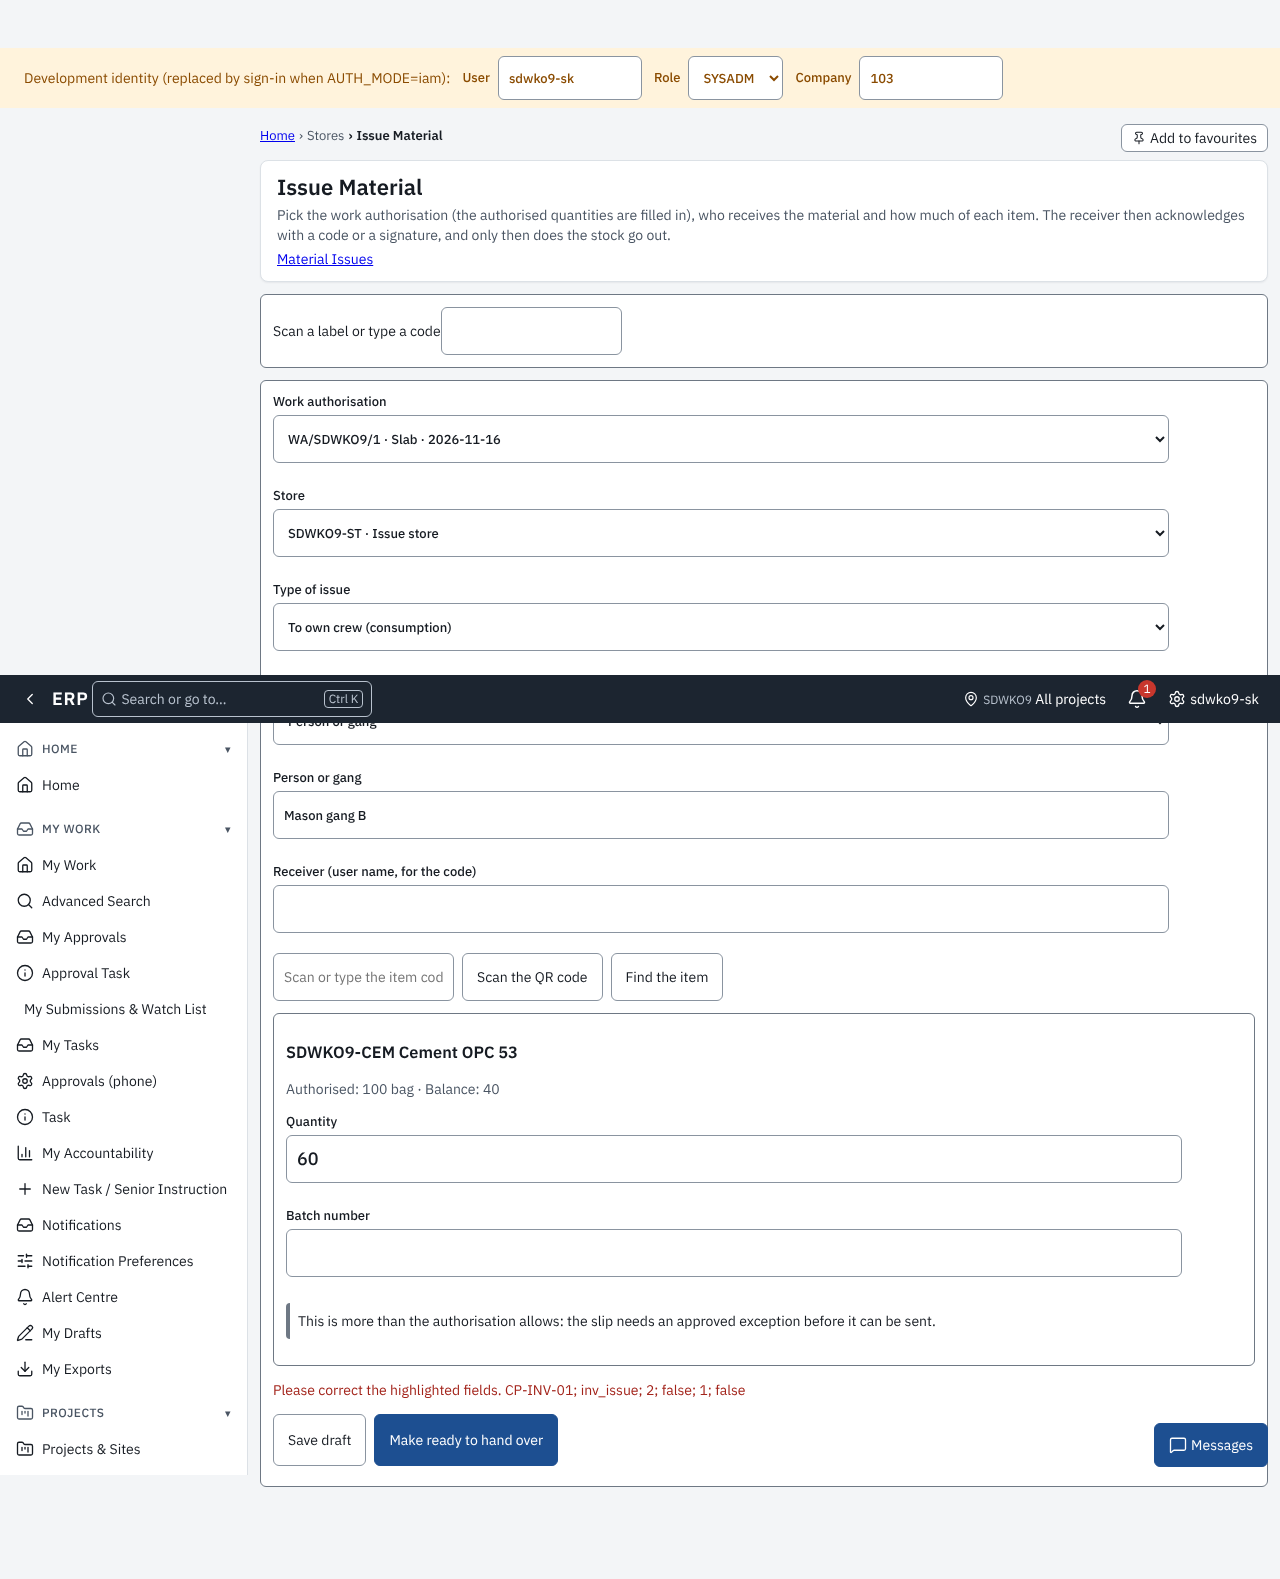 Development identity (replaced by sign-in when AUTH_MODE=iam): User sdwko9-sk Role SYSADM Company 103
Home › Stores › Issue Material
Add to favourites
Issue Material
Pick the work authorisation (the authorised quantities are filled in), who receives the material and how much of each item. The receiver then acknowledges
with a code or a signature, and only then does the stock go out.
Material Issues
Scan a label or type a code
Work authorisation
WA/SDWKO9/1 · Slab · 2026-11-16
Store
SDWKO9-ST · Issue store
Type of issue
To own crew (consumption)
ERP Search or go to... Ctrl K SDWKO9 All projects 1 sdwko9-sk
Person or gang
HOME
Home
MY WORK
My Work
Advanced Search
My Approvals
Approval Task
My Submissions & Watch List
My Tasks
Approvals (phone)
Task
My Accountability
New Task / Senior Instruction
Notifications
Notification Preferences
Alert Centre
My Drafts
My Exports
PROJECTS
Projects & Sites
Person or gang
Mason gang B
Receiver (user name, for the code)
Scan or type the item cod
Scan the QR code
Find the item
SDWKO9-CEM Cement OPC 53
Authorised: 100 bag · Balance: 40
Quantity
60
Batch number
This is more than the authorisation allows: the slip needs an approved exception before it can be sent.
Please correct the highlighted fields. CP-INV-01; inv_issue; 2; false; 1; false
Save draft
Make ready to hand over
Messages